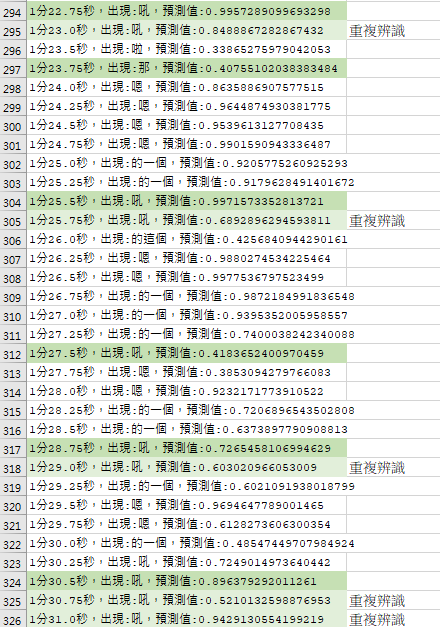 294 1分22.75秒，出現:吼，預測值:0.9957289099693298
295 1分23.0秒，出現:吼，預測值:0.8488867282867432 重複辨識
296 1分23.5秒，出現:啦，預測值:0.33865275979042053
297 1分23.75秒，出現:那，預測值:0.40755102038383484
298 1分24.0秒，出現:嗯，預測值:0.8635886907577515
299 1分24.25秒，出現:嗯，預測值:0.9644874930381775
300 1分24.5秒，出現:嗯，預測值:0.9539613127708435
301 1分24.75秒，出現:嗯，預測值:0.9901590943336487
302 1分25.0秒，出現:的一個，預測值:0.9205775260925293
303 1分25.25秒，出現:的一個，預測值:0.9179628491401672
304 1分25.5秒，出現:吼，預測值:0.9971573352813721
305 1分25.75秒，出現:吼，預測值:0.6892896294593811 重複辨識
306 1分26.0秒，出現:的這個，預測值:0.4256840944290161
307 1分26.25秒，出現:嗯，預測值:0.9880274534225464
308 1分26.5秒，出現:嗯，預測值:0.9977536797523499
309 1分26.75秒，出現:的一個，預測值:0.9872184991836548
310 1分27.0秒，出現:的一個，預測值:0.9395352005958557
311 1分27.25秒，出現:的一個，預測值:0.7400038242340088
312 1分27.5秒，出現:吼，預測值:0.4183652400970459
313 1分27.75秒，出現:嗯，預測值:0.3853094279766083
314 1分28.0秒，出現:嗯，預測值:0.9232171773910522
315 1分28.25秒，出現:的一個，預測值:0.7206896543502808
316 1分28.5秒，出現:的一個，預測值:0.6373897790908813
317 1分28.75秒，出現:吼，預測值:0.7265458106994629
318 1分29.0秒，出現:吼，預測值:0.603020966053009 重複辨識
319 1分29.25秒，出現:的一個，預測值:0.6021091938018799
320 1分29.5秒，出現:嗯，預測值:0.9694647789001465
321 1分29.75秒，出現:嗯，預測值:0.6128273606300354
322 1分30.0秒，出現:的一個，預測值:0.48547449707984924
323 1分30.25秒，出現:吼，預測值:0.7249014973640442
324 1分30.5秒，出現:吼，預測值:0.896379292011261
325 1分30.75秒，出現:吼，預測值:0.5210132598876953 重複辨識
326 1分31.0秒，出現:吼，預測值:0.9429130554199219 重複辨識